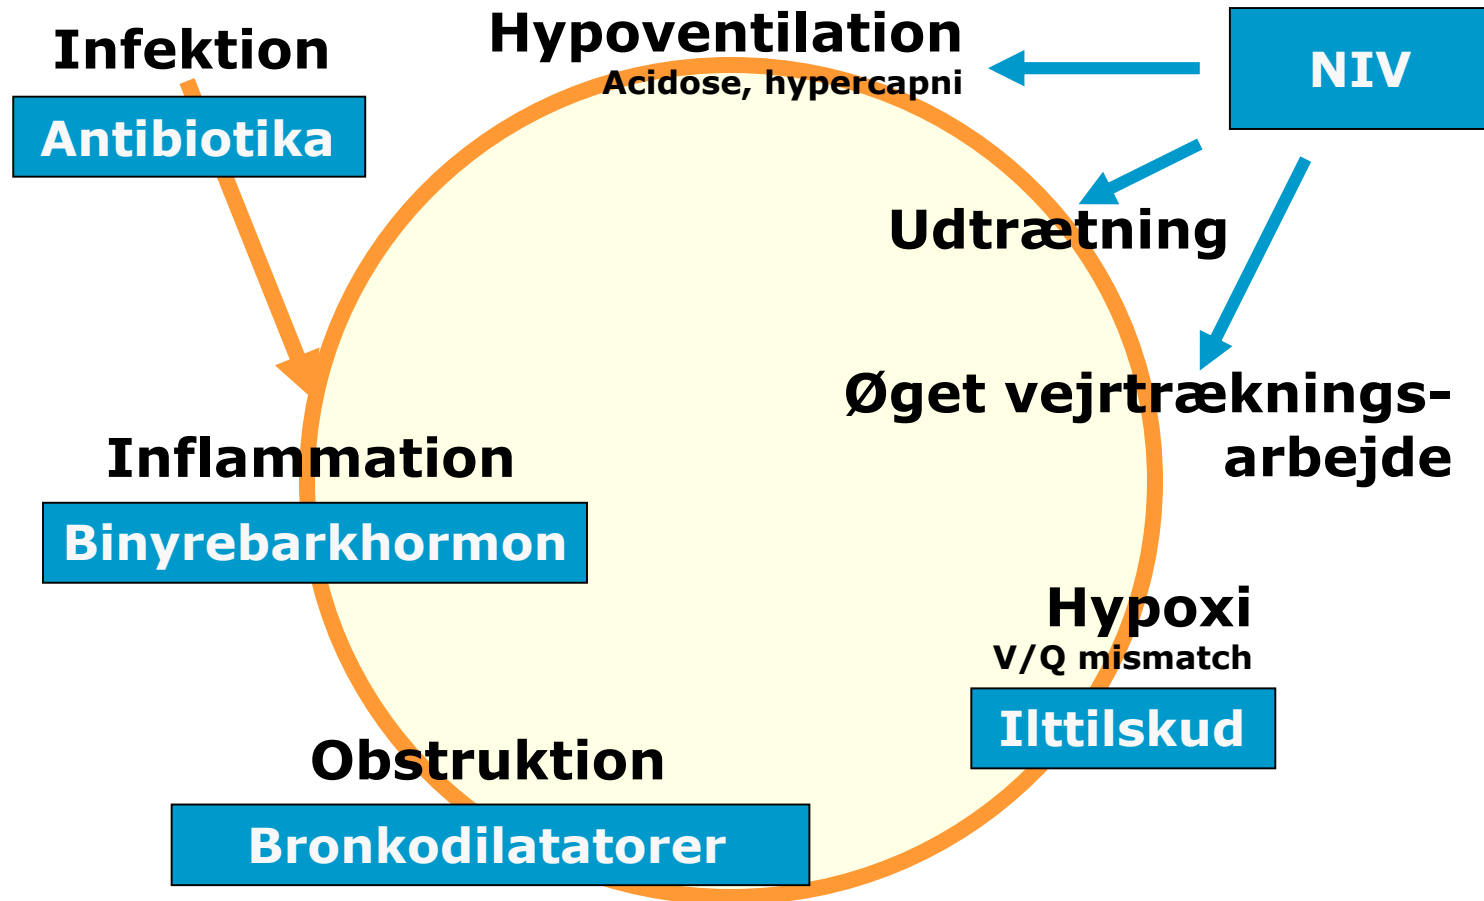 Infektion
Antibiotika
Hypoventilation
Acidose, hypercapni
NIV
Udtrætning
Øget vejrtræknings-
arbejde
Inflammation
Binyrebarkhormon
Hypoxi
V/Q mismatch
Ilttilskud
Obstruktion
Bronkodilatatorer